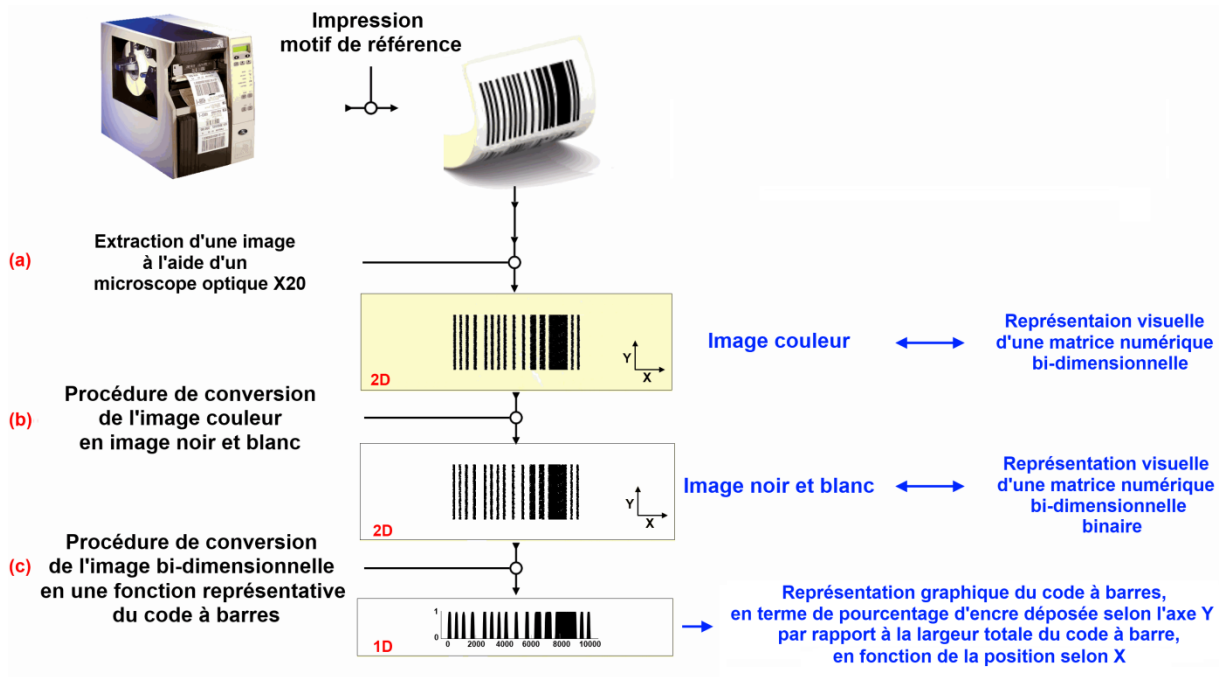 Impression
motif de référence
(a)
Extraction d'une image
à l'aide d'un
microscope optique X20
Y
X
2D
Image couleur
Représentaion visuelle
d'une matrice numérique
bi-dimensionnelle
(b)
Procédure de conversion
de l'image couleur
en image noir et blanc
Y
X
2D
Image noir et blanc
Représentation visuelle
d'une matrice numérique
bi-dimensionnelle
binaire
(c)
Procédure de conversion
de l'image bi-dimensionnelle
en une fonction représentative
du code à barres
1
0
0 2000 4000 6000 8000 10000
1D
Représentation graphique du code à barres,
en terme de pourcentage d'encre déposée selon l'axe Y
par rapport à la largeur totale du code à barre,
en fonction de la position selon X